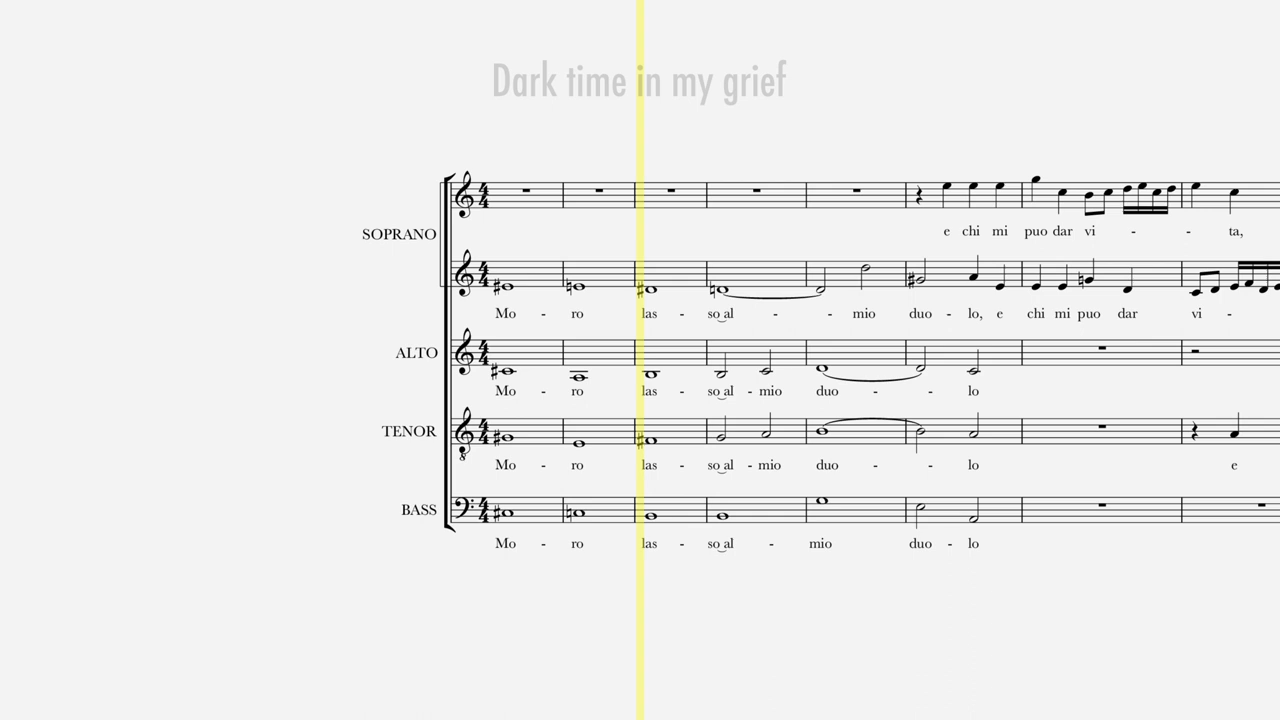 Dark time in my grief
SOPRANO
e chi mi puo dar vi - - ta,
Mo - ro las - so al - - mio duo - lo, e chi mi puo dar vi -
ALTO
Mo - ro las - so al - mio duo - - lo
TENOR
Mo - ro las - so al - mio duo - - lo e
BASS
Mo - ro las - so al - mio duo - lo